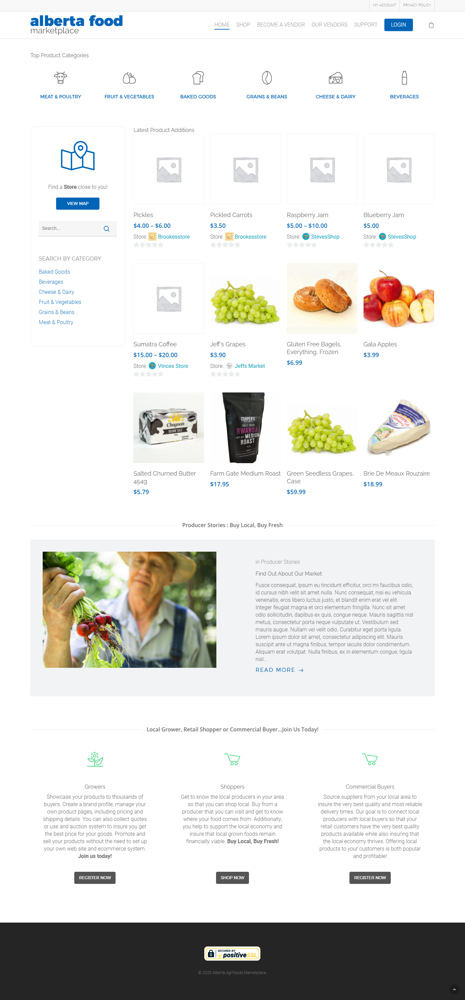 MY ACCOUNT
PRIVACY POLICY
alberta food
marketplace
HOME
SHOP
BECOME A VENDOR
OUR VENDORS
SUPPORT
LOGIN
Top Product Categories
MEAT & POULTRY
FRUIT & VEGETABLES
BAKED GOODS
GRAINS & BEANS
CHEESE & DAIRY
BEVERAGES
Find a Store close to you!
VIEW MAP
Search...
SEARCH BY CATEGORY
Baked Goods
Beverages
Cheese & Dairy
Fruit & Vegetables
Grains & Beans
Meat & Poultry
Latest Product Additions
Pickles
$4.00 – $6.00
Store: Brookesstore
Pickled Carrots
$3.50
Store: Brookesstore
Raspberry Jam
$5.00 – $10.00
Store: StevesShop
Blueberry Jam
$5.00
Store: StevesShop
Sumatra Coffee
$15.00 – $20.00
Store: Vinces Store
Jeff's Grapes
$3.90
Store: Jeffs Market
Gluten Free Bagels,
Everything, Frozen
$6.99
Gala Apples
$3.99
Chagnon
BEURRE SALÉ
454g
Salted Churned Butter
454g
$5.79
COOPER'S
SINGLE ORIGIN
RWANDA
FARM GATE MEDIUM
ROAST
Farm Gate Medium Roast
$17.95
Green Seedless Grapes,
Case
$59.99
Brie De Meaux Rouzaire
$18.99
Producer Stories : Buy Local, Buy Fresh
in Producer Stories
Find Out About Our Market
Fusce consequat, ipsum eu tincidunt efficitur, orci mi faucibus odio,
id cursus nibh velit sit amet nulla. Nunc consequat, nisi eu vehicula
venenatis, eros libero luctus justo, et blandit enim erat vel elit.
Integer feugiat magna et orci elementum fringilla. Nunc sit amet
odio sollicitudin, dapibus ex quis, congue neque. Mauris sagittis nisl
metus, consectetur porta neque vulputate ut. Vestibulum sed
mauris augue. Nullam vel velit odio. Curabitur eget porta ligula.
Lorem ipsum dolor sit amet, consectetur adipiscing elit. Mauris
suscipit ante ut magna finibus, tempor iaculis dolor condimentum.
Aliquam erat volutpat. Nulla finibus, ex in elementum congue, ligula
nisl...
READ MORE →
Local Grower, Retail Shopper or Commercial Buyer...Join Us Today!
Growers
Showcase your products to thousands of
buyers. Create a brand profile, manage your
own product pages, including pricing and
shipping details. You can also collect quotes
or use and auction system to insure you get
the best price for your goods. Promote and
sell your products without the need to set up
your own web site and ecommerce system.
Join us today!
REGISTER NOW
Shoppers
Get to know the local producers in your area
so that you can shop local. Buy from a
producer that you can visit and get to know
where your food comes from. Additionally,
you help to support the local economy and
insure that local grown foods remain
financially viable. Buy Local, Buy Fresh!
SHOP NOW
Commercial Buyers
Source suppliers from your local area to
insure the very best quality and most reliable
delivery times. Our goal is to connect local
producers with local buyers so that your
retail customers have the very best quality
products available while also insuring that
the local economy thrives. Offering local
products to your customers is both popular
and profitable!
REGISTER NOW
SECURED BY
positiveSSL
© 2020 Alberta Agrifoods Marketplace.